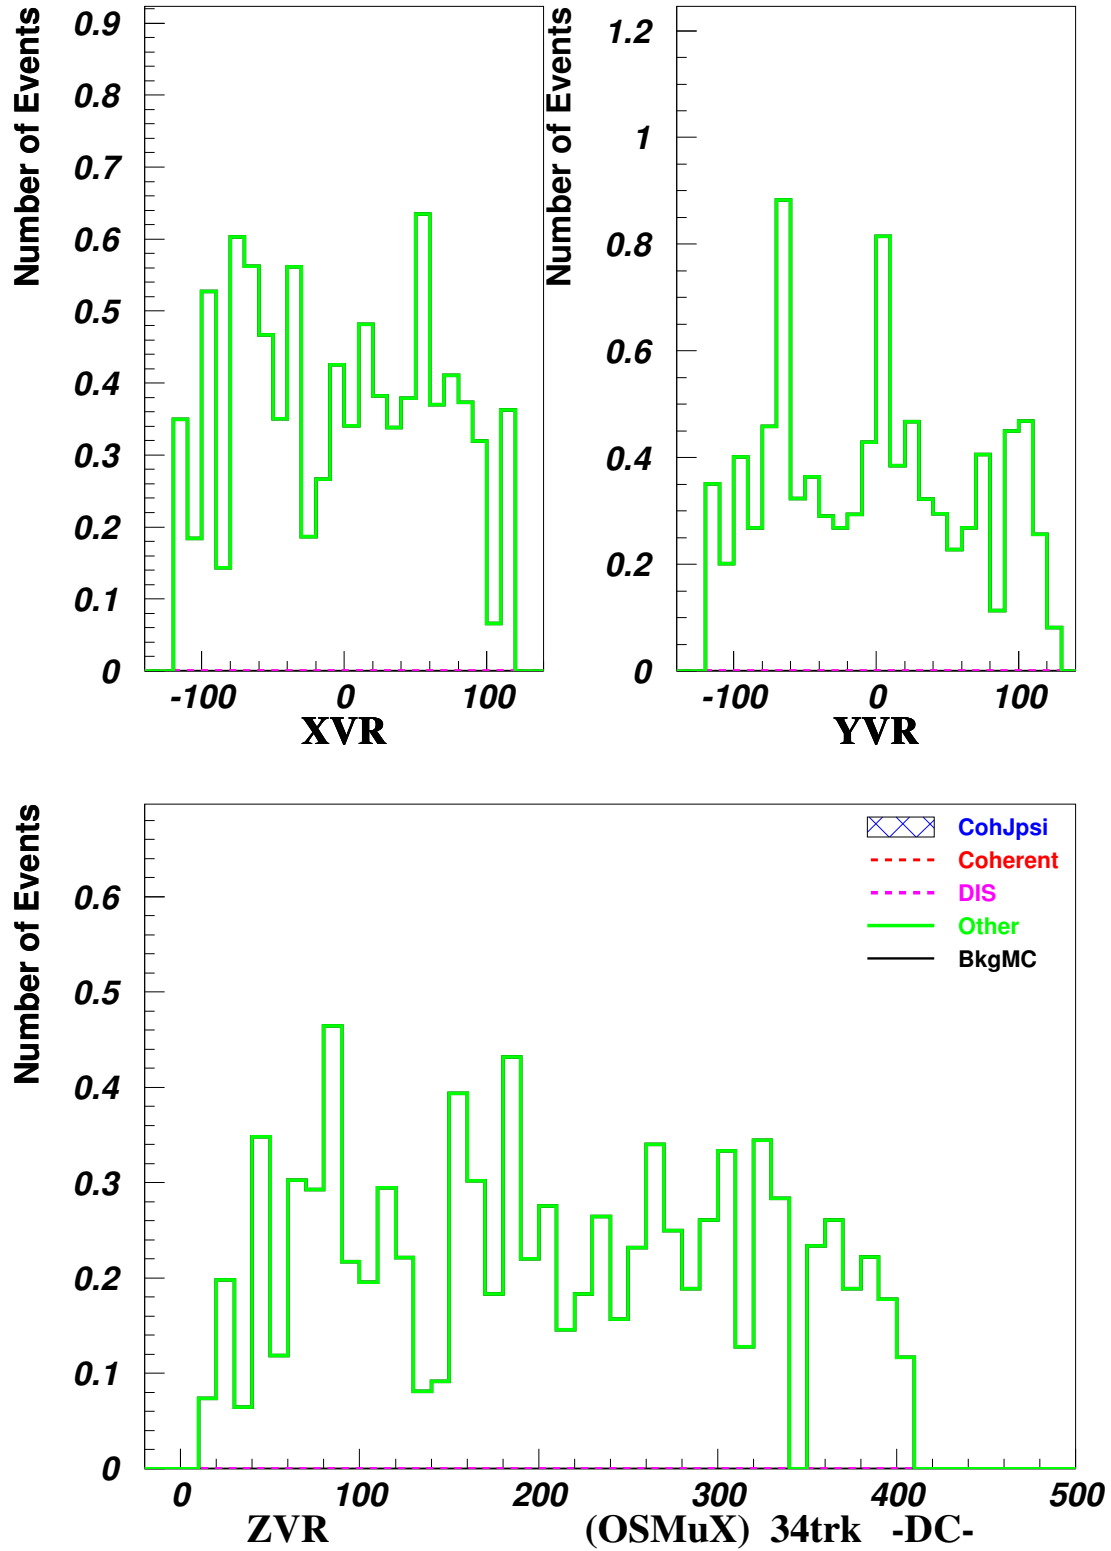 Number of Events
0.9
0.8
0.7
0.6
0.5
0.4
0.3
0.2
0.1
0
-100 0 100
XVR
Number of Events
1.2
1
0.8
0.6
0.4
0.2
0
-100 0 100
YVR
Number of Events
0.6
0.5
0.4
0.3
0.2
0.1
0
0 100 200 300 400 500
CohJpsi
Coherent
DIS
Other
BkgMC
ZVR (OSMuX) 34trk -DC-